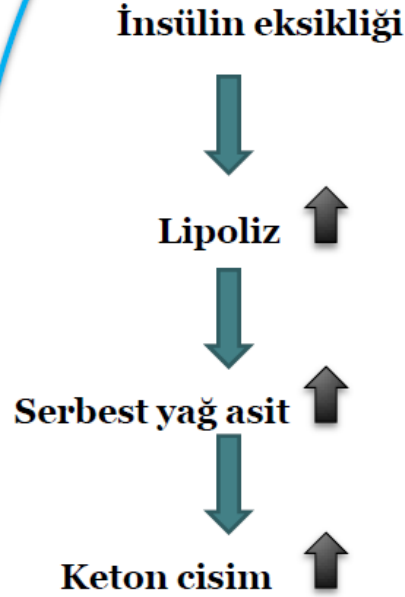 İnsülin eksikliği
Lipoliz
Serbest yağ asit
Keton cisim